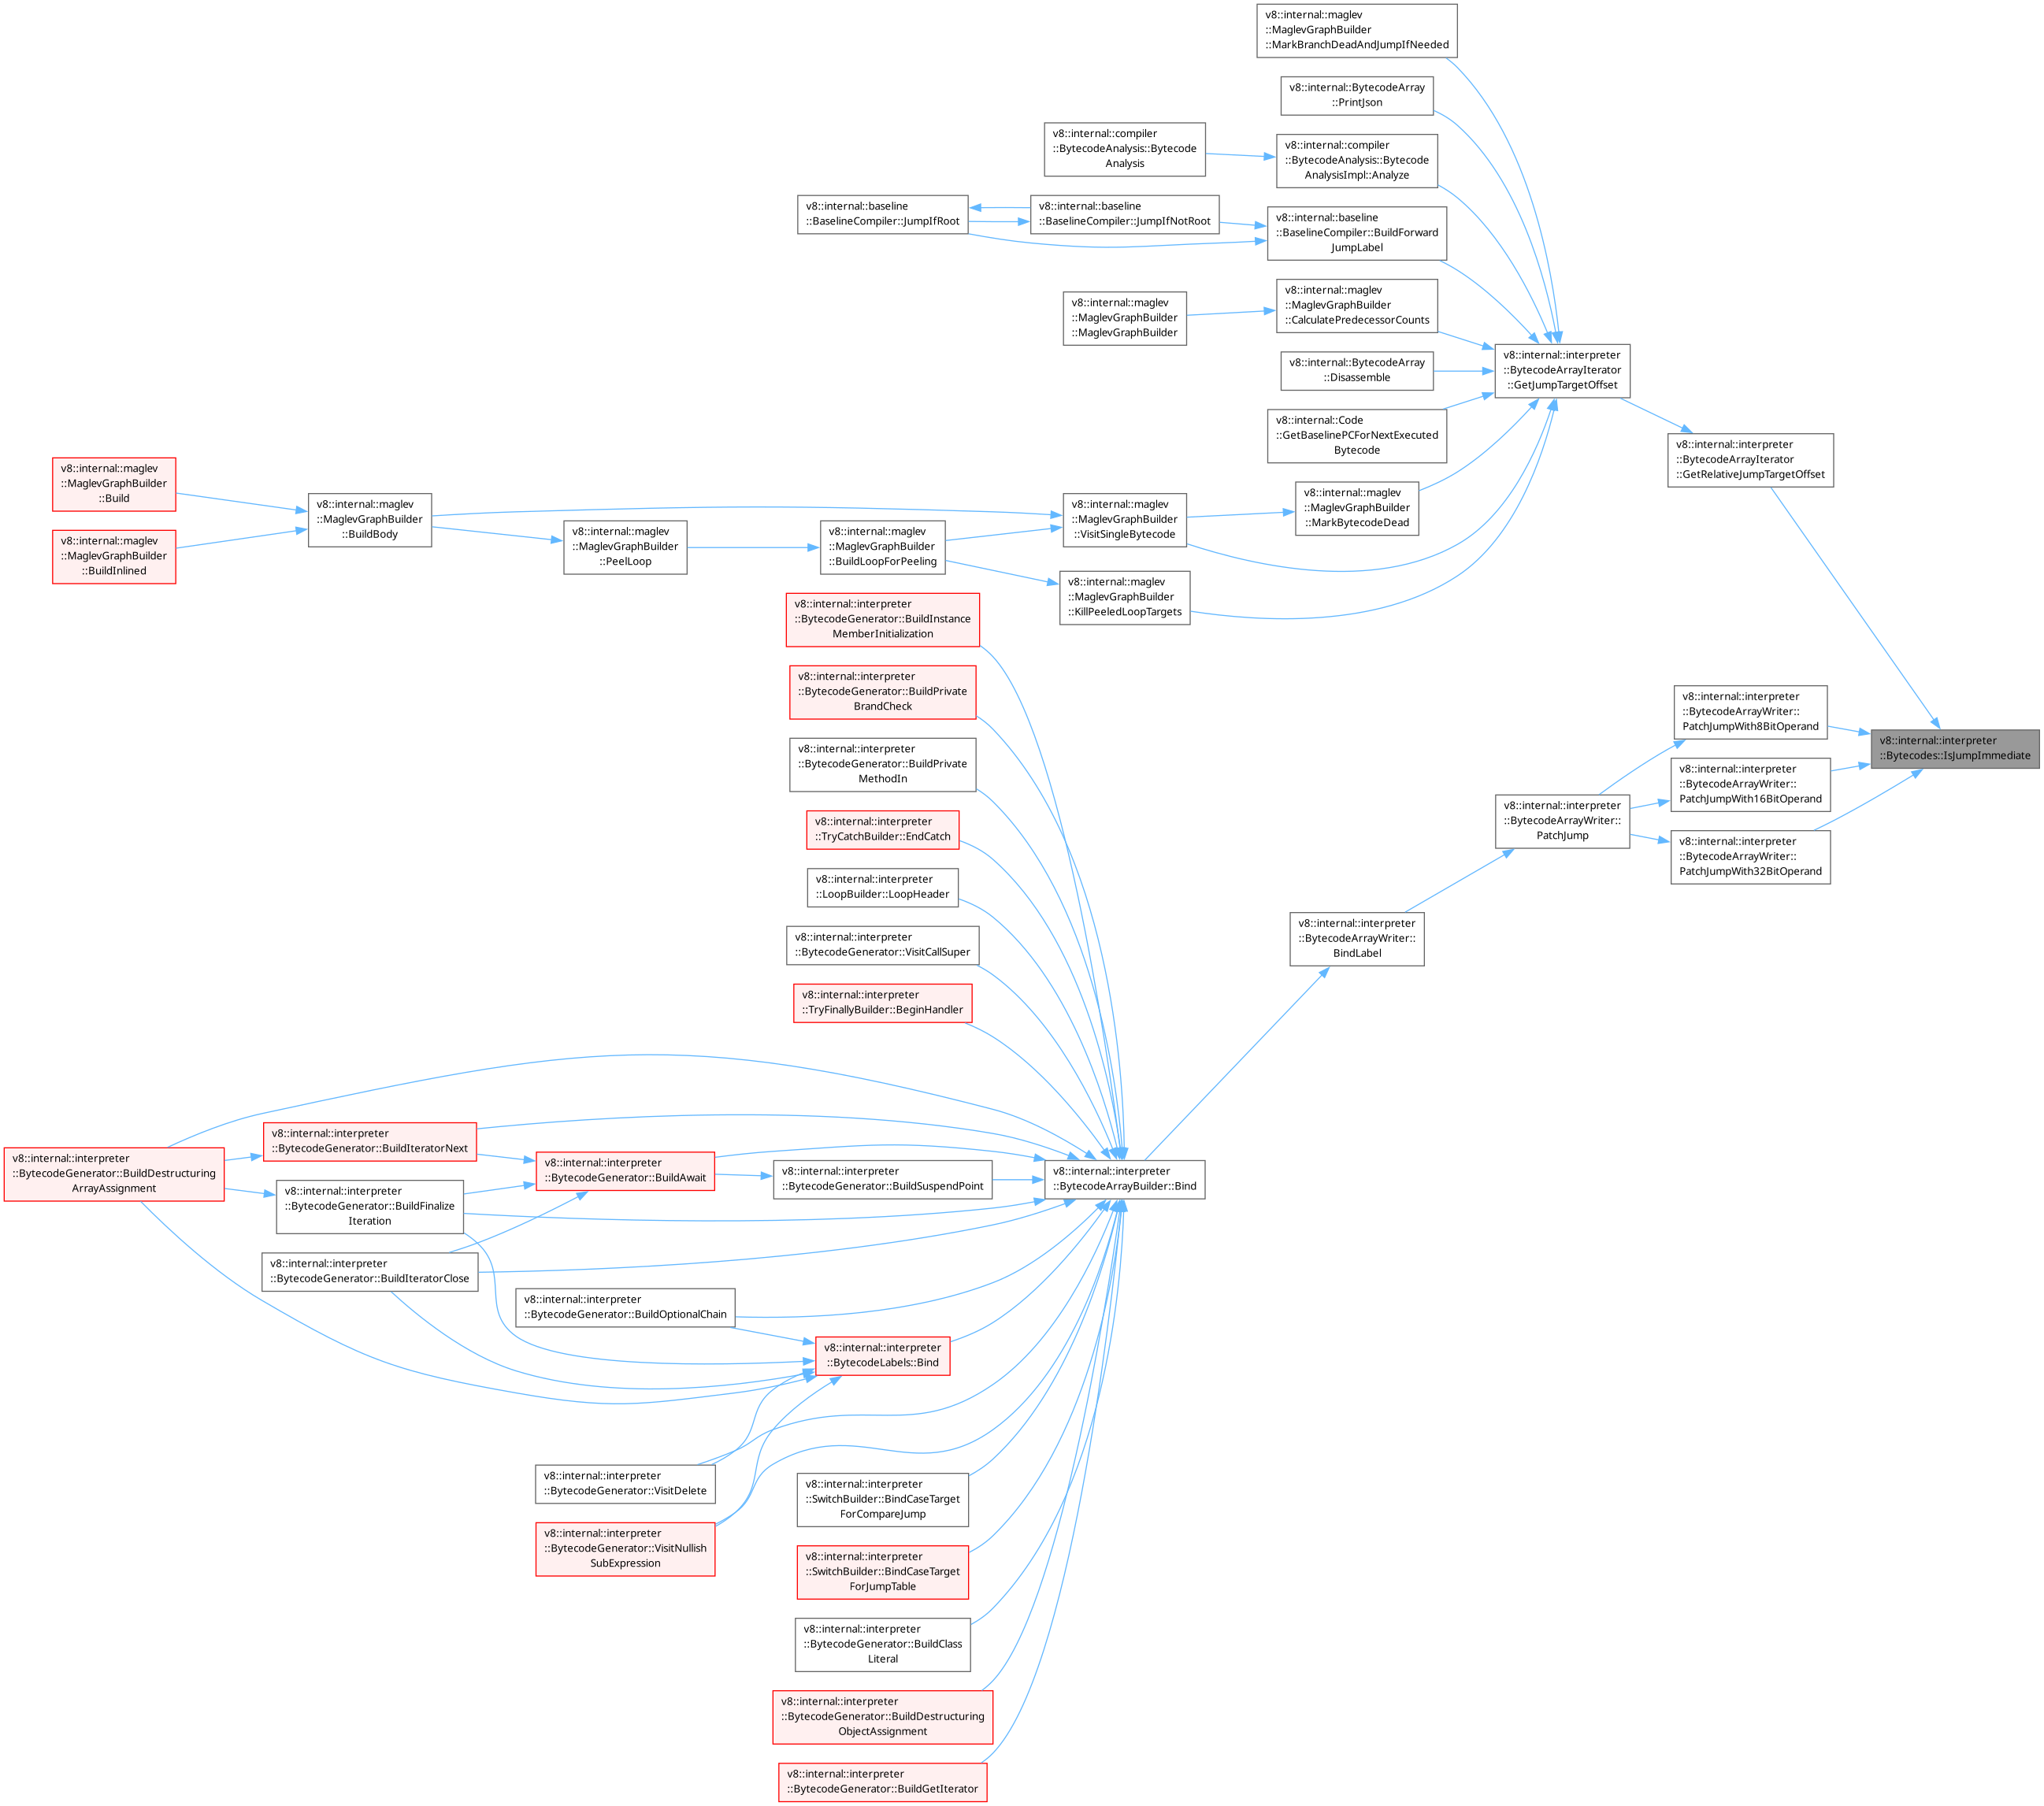 v8::internal::maglev
::MaglevGraphBuilder
::MarkBranchDeadAndJumpIfNeeded
v8::internal::BytecodeArray
::PrintJson
v8::internal::compiler
::BytecodeAnalysis::Bytecode
Analysis
v8::internal::compiler
::BytecodeAnalysis::Bytecode
AnalysisImpl::Analyze
v8::internal::baseline
::BaselineCompiler::JumpIfRoot
v8::internal::baseline
::BaselineCompiler::JumpIfNotRoot
v8::internal::baseline
::BaselineCompiler::BuildForward
JumpLabel
v8::internal::maglev
::MaglevGraphBuilder
::MaglevGraphBuilder
v8::internal::maglev
::MaglevGraphBuilder
::CalculatePredecessorCounts
v8::internal::BytecodeArray
::Disassemble
v8::internal::interpreter
::BytecodeArrayIterator
::GetJumpTargetOffset
v8::internal::Code
::GetBaselinePCForNextExecuted
Bytecode
v8::internal::interpreter
::BytecodeArrayIterator
::GetRelativeJumpTargetOffset
v8::internal::maglev
::MaglevGraphBuilder
::Build
v8::internal::maglev
::MaglevGraphBuilder
::BuildInlined
v8::internal::maglev
::MaglevGraphBuilder
::BuildBody
v8::internal::maglev
::MaglevGraphBuilder
::PeelLoop
v8::internal::maglev
::MaglevGraphBuilder
::BuildLoopForPeeling
v8::internal::maglev
::MaglevGraphBuilder
::VisitSingleBytecode
v8::internal::maglev
::MaglevGraphBuilder
::MarkBytecodeDead
v8::internal::maglev
::MaglevGraphBuilder
::KillPeeledLoopTargets
v8::internal::interpreter
::BytecodeGenerator::BuildInstance
MemberInitialization
v8::internal::interpreter
::BytecodeGenerator::BuildPrivate
BrandCheck
v8::internal::interpreter
::BytecodeArrayWriter::
PatchJumpWith8BitOperand
v8::internal::interpreter
::Bytecodes::IsJumpImmediate
v8::internal::interpreter
::BytecodeGenerator::BuildPrivate
MethodIn
v8::internal::interpreter
::BytecodeArrayWriter::
PatchJumpWith16BitOperand
v8::internal::interpreter
::BytecodeArrayWriter::
PatchJump
v8::internal::interpreter
::TryCatchBuilder::EndCatch
v8::internal::interpreter
::BytecodeArrayWriter::
PatchJumpWith32BitOperand
v8::internal::interpreter
::LoopBuilder::LoopHeader
v8::internal::interpreter
::BytecodeGenerator::VisitCallSuper
v8::internal::interpreter
::BytecodeArrayWriter::
BindLabel
v8::internal::interpreter
::TryFinallyBuilder::BeginHandler
v8::internal::interpreter
::BytecodeGenerator::BuildDestructuring
ArrayAssignment
v8::internal::interpreter
::BytecodeGenerator::BuildIteratorNext
v8::internal::interpreter
::BytecodeGenerator::BuildFinalize
Iteration
v8::internal::interpreter
::BytecodeGenerator::BuildIteratorClose
v8::internal::interpreter
::BytecodeGenerator::BuildAwait
v8::internal::interpreter
::BytecodeGenerator::BuildSuspendPoint
v8::internal::interpreter
::BytecodeArrayBuilder::Bind
v8::internal::interpreter
::BytecodeGenerator::BuildOptionalChain
v8::internal::interpreter
::BytecodeLabels::Bind
v8::internal::interpreter
::BytecodeGenerator::VisitDelete
v8::internal::interpreter
::BytecodeGenerator::VisitNullish
SubExpression
v8::internal::interpreter
::SwitchBuilder::BindCaseTarget
ForCompareJump
v8::internal::interpreter
::SwitchBuilder::BindCaseTarget
ForJumpTable
v8::internal::interpreter
::BytecodeGenerator::BuildClass
Literal
v8::internal::interpreter
::BytecodeGenerator::BuildDestructuring
ObjectAssignment
v8::internal::interpreter
::BytecodeGenerator::BuildGetIterator